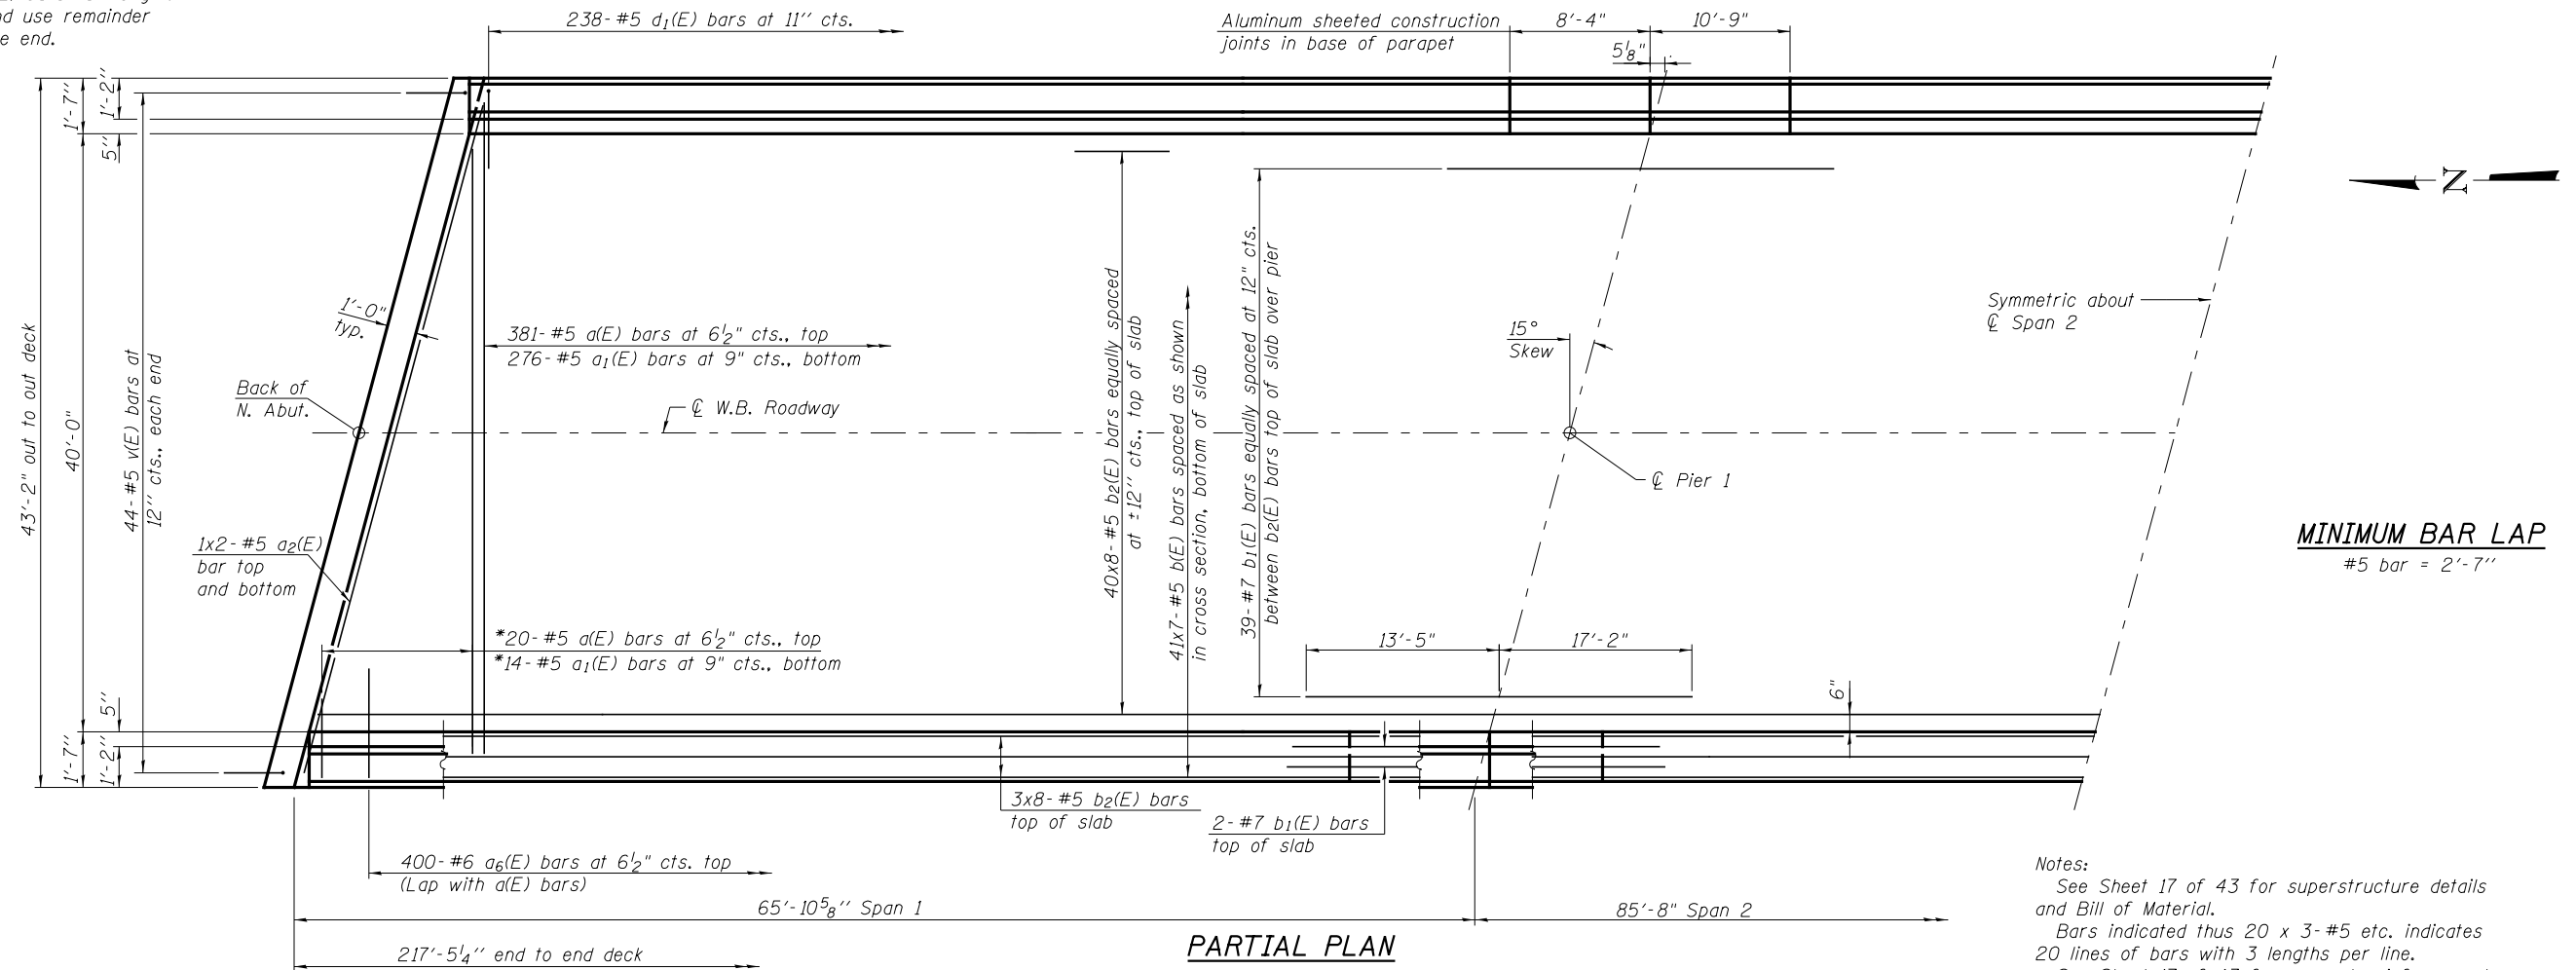 nd use remainder
e end.
238-#5 d1(E) bars at 11'' cts.
Aluminum sheeted construction
joints in base of parapet
8'-4"
10'-9"
5 1/8"
1'-7''
1'-2''
5''
43'-2" out to out deck
40'-0"
44-#5 v(E) bars at
12'' cts., each end
1'-0"
typ.
381-#5 a(E) bars at 6 1/2" cts., top
276-#5 a1(E) bars at 9" cts., bottom
Back of
N. Abut.
℄ W.B. Roadway
40x8-#5 b2(E) bars equally spaced
at ±12'' cts., top of slab
41x7-#5 b(E) bars spaced as shown
in cross section, bottom of slab
39-#7 b1(E) bars equally spaced at 12" cts.
between b2(E) bars top of slab over pier
15°
Skew
℄ Pier 1
Symmetric about
℄ Span 2
N
MINIMUM BAR LAP
#5 bar = 2'-7''
1x2-#5 a2(E)
bar top
and bottom
*20-#5 a(E) bars at 6 1/2" cts., top
*14-#5 a1(E) bars at 9" cts., bottom
13'-5"
17'-2"
6"
5''
1'-7''
1'-2''
3x8-#5 b2(E) bars
top of slab
2-#7 b1(E) bars
top of slab
400-#6 a6(E) bars at 6 1/2" cts. top
(Lap with a(E) bars)
65'-10 5/8'' Span 1
85'-8" Span 2
217'-5 1/4'' end to end deck
PARTIAL PLAN
Notes:
See Sheet 17 of 43 for superstructure details
and Bill of Material.
Bars indicated thus 20 x 3-#5 etc. indicates
20 lines of bars with 3 lengths per line.